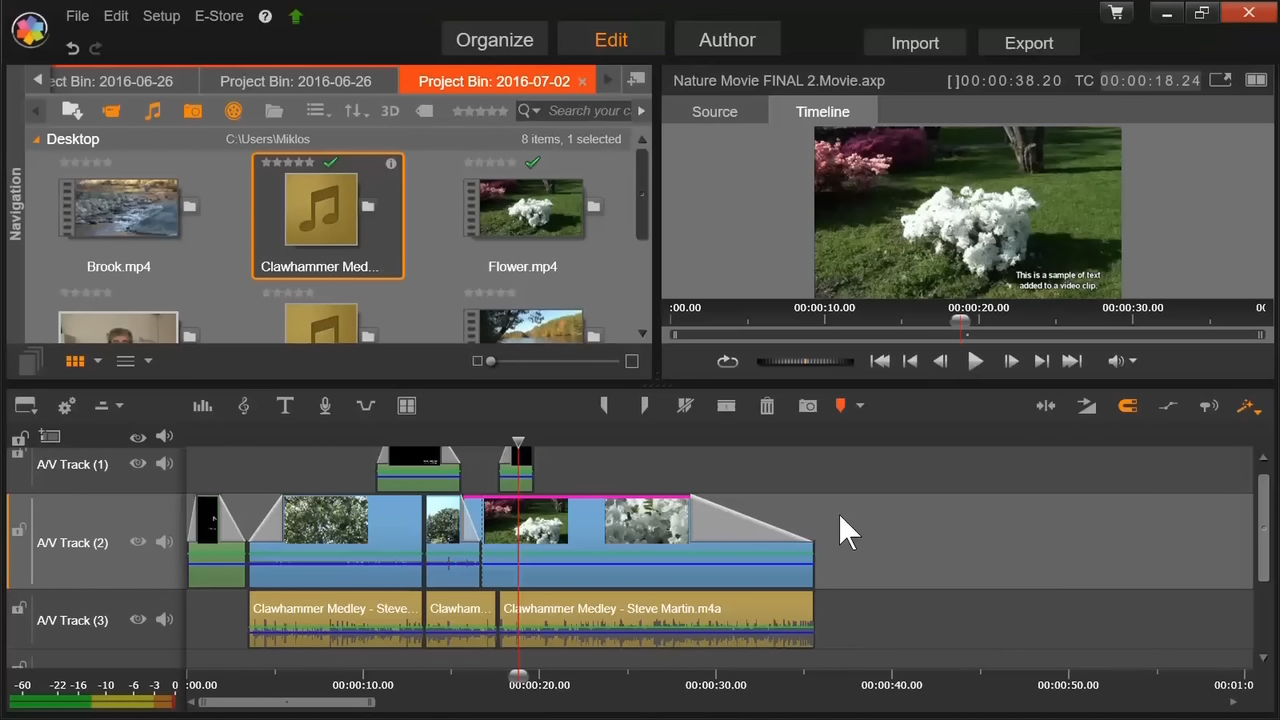 File Edit Setup E-Store ?
Organize Edit Author Import Export
ect Bin: 2016-06-26 Project Bin: 2016-06-26 Project Bin: 2016-07-02 ×
Nature Movie FINAL 2.Movie.axp [ ] 00:00:38.20 TC 00:00:18.24
3D Search your c
Source Timeline
Navigation
Desktop C:\Users\Miklos 8 items, 1 selected
Brook.mp4 Clawhammer Med... Flower.mp4
This is a sample of text
added to a video clip.
:00.00 00:00:10.00 00:00:20.00 00:00:30.00 00
A/V Track (1)
A/V Track (2)
A/V Track (3)
Clawhammer Medley - Steve... Clawham... Clawhammer Medley - Steve Martin.m4a
-60 -22 -16 -10 -6 -3 0 :00.00 00:00:10.00 00:00:20.00 00:00:30.00 00:00:40.00 00:00:50.00 00:01:0